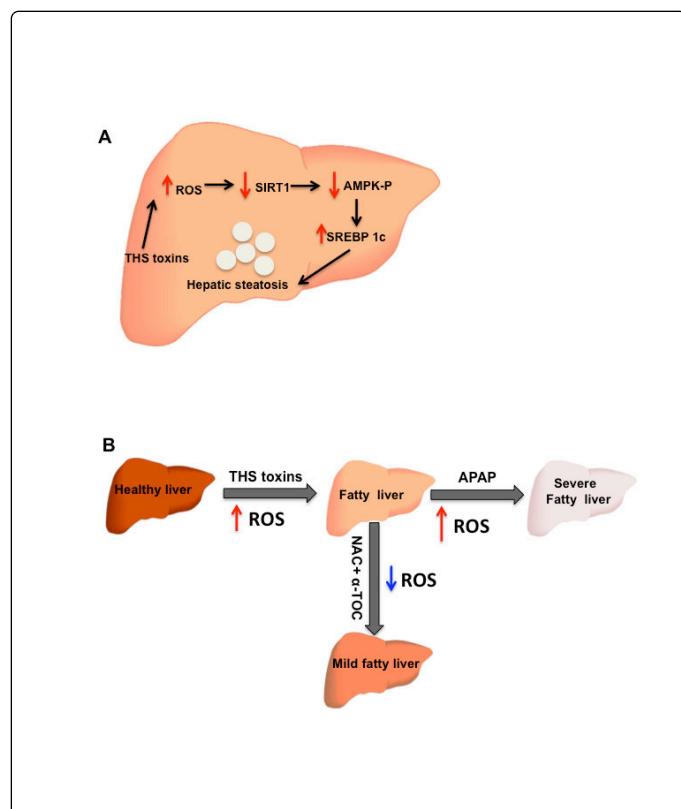 A
ROS
SIRT1
AMPK-P
SREBP 1c
THS toxins
Hepatic steatosis
B
Healthy liver
THS toxins
ROS
Fatty liver
APAP
ROS
Severe
Fatty liver
NAC+ α-TOC
ROS
Mild fatty liver